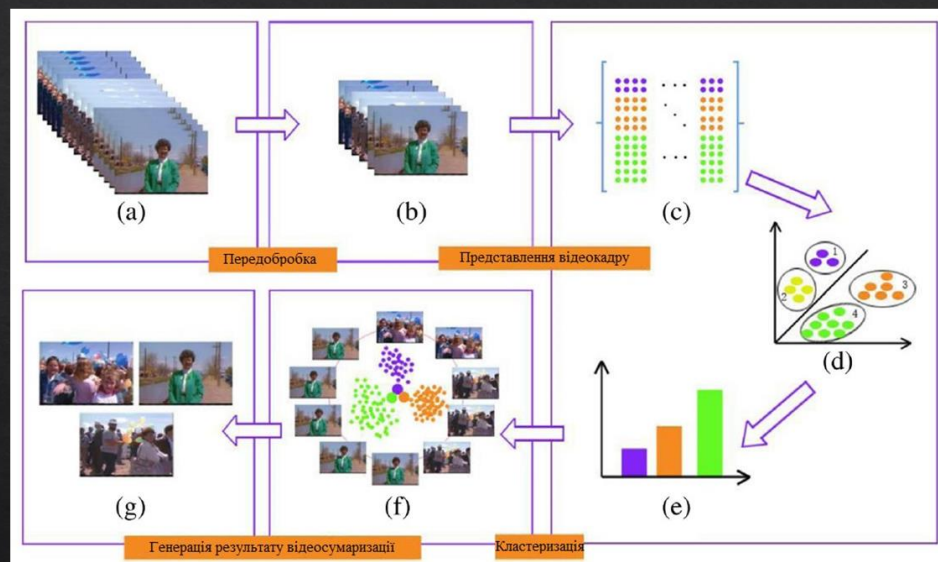 (a)
(b)
(c)
Передобробка
Представлення відеокадру
1
2
3
4
(d)
(g)
(f)
(e)
Генерація результату відеосумаризації
Кластеризація